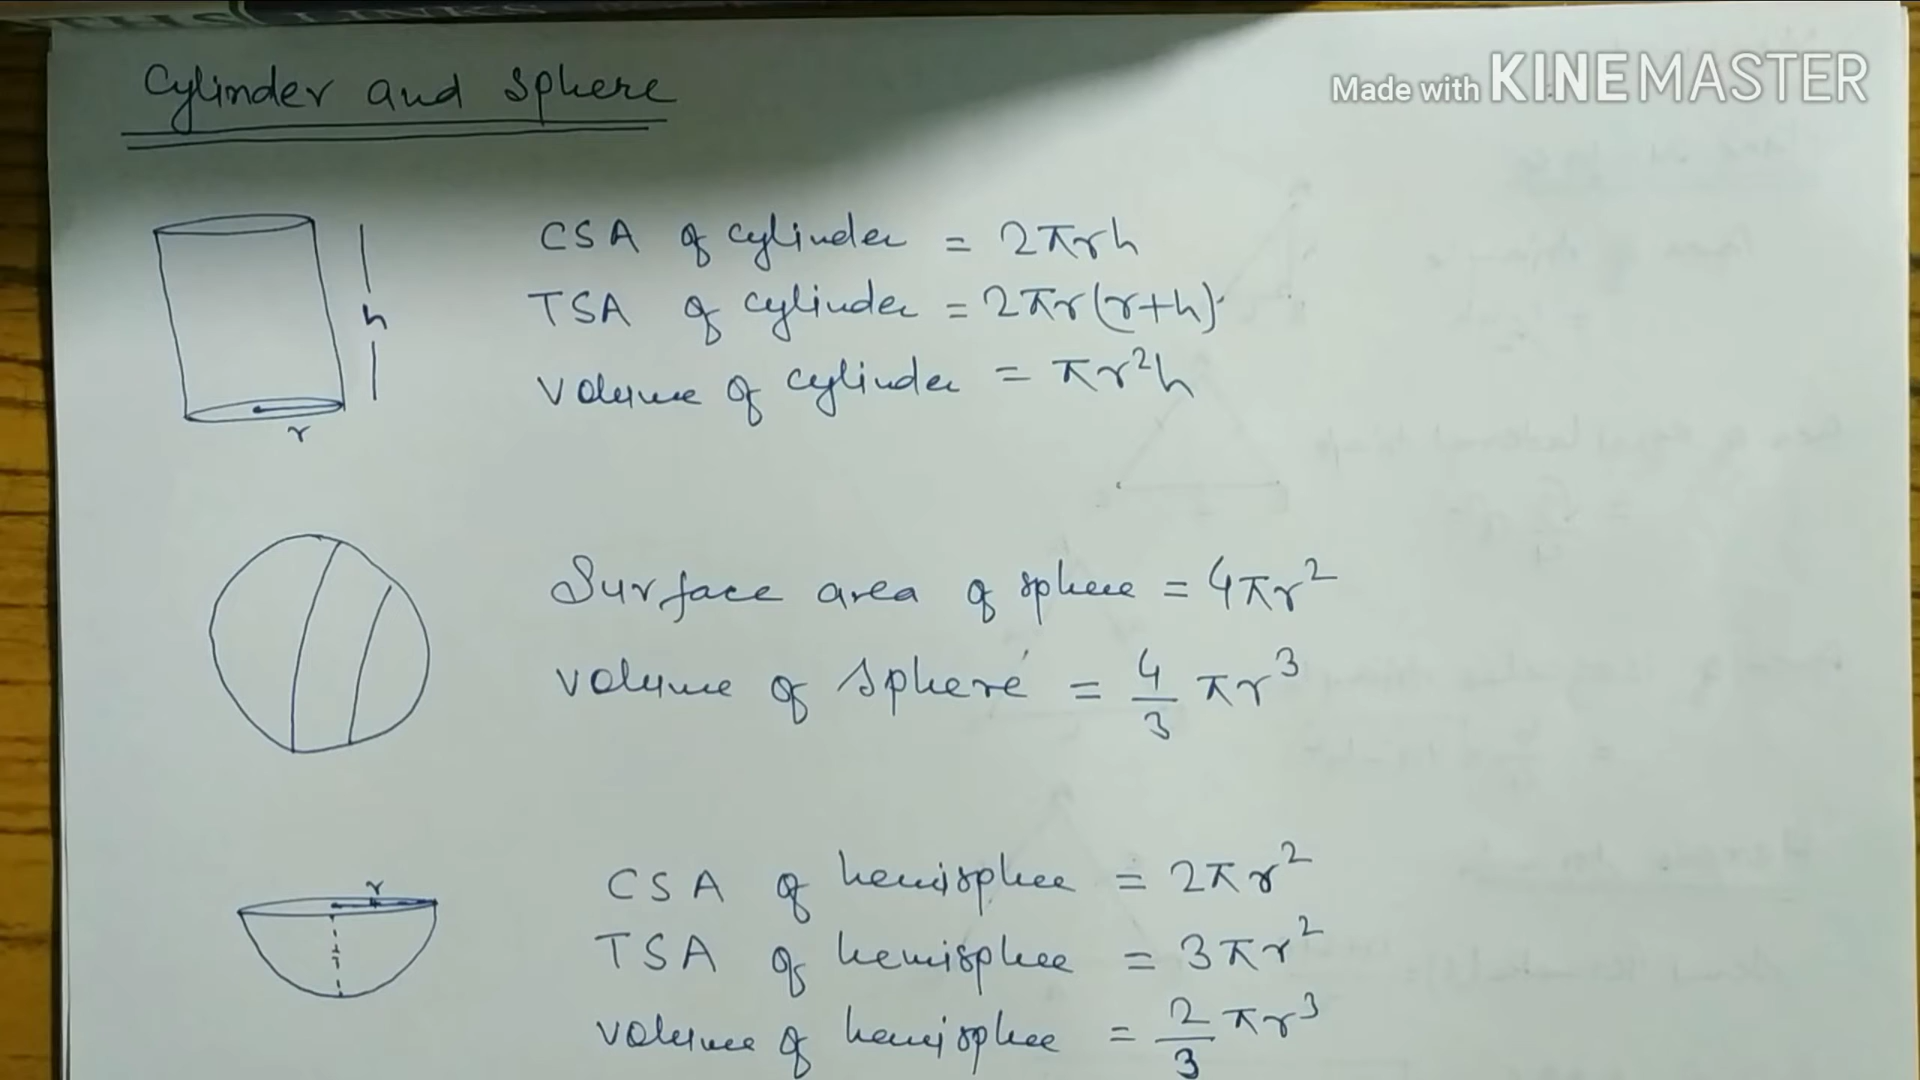 THS LINKS
Made with KINEMASTER
Cylinder and sphere
h
r
CSA of cylinder = 2πrh
TSA of cylinder = 2πr(r+h)
Volume of cylinder = πr²h
Surface area of sphere = 4πr²
Volume of sphere = 4/3 πr³
r
r
CSA of hemisphere = 2πr²
TSA of hemisphere = 3πr²
Volume of hemisphere = 2/3 πr³